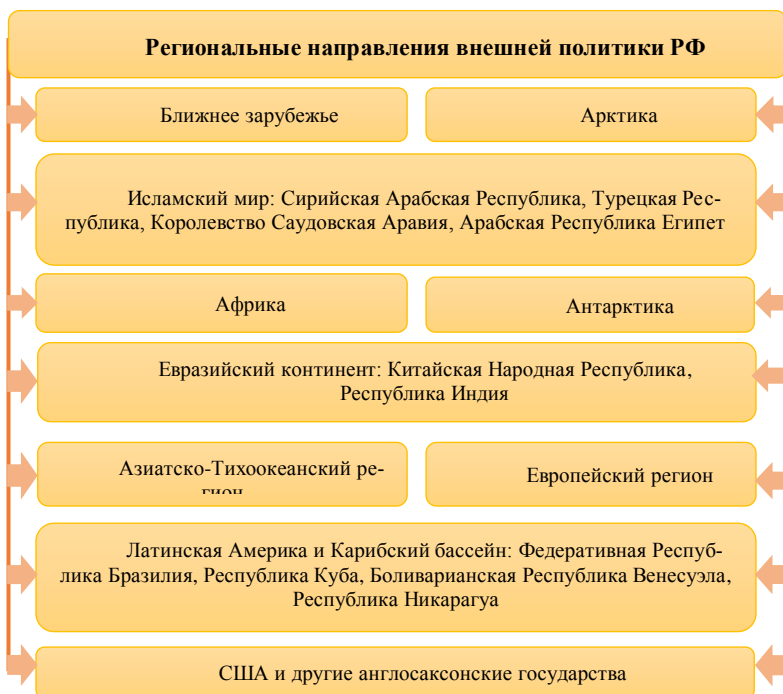 Региональные направления внешней политики РФ
Ближнее зарубежье
Арктика
Исламский мир: Сирийская Арабская Республика, Турецкая Рес-
публика, Королевство Саудовская Аравия, Арабская Республика Египет
Африка
Антарктика
Евразийский континент: Китайская Народная Республика,
Республика Индия
Азиатско-Тихоокеанский ре-
гион
Европейский регион
Латинская Америка и Карибский бассейн: Федеративная Респуб-
лика Бразилия, Республика Куба, Боливарианская Республика Венесуэла,
Республика Никарагуа
США и другие англосаксонские государства